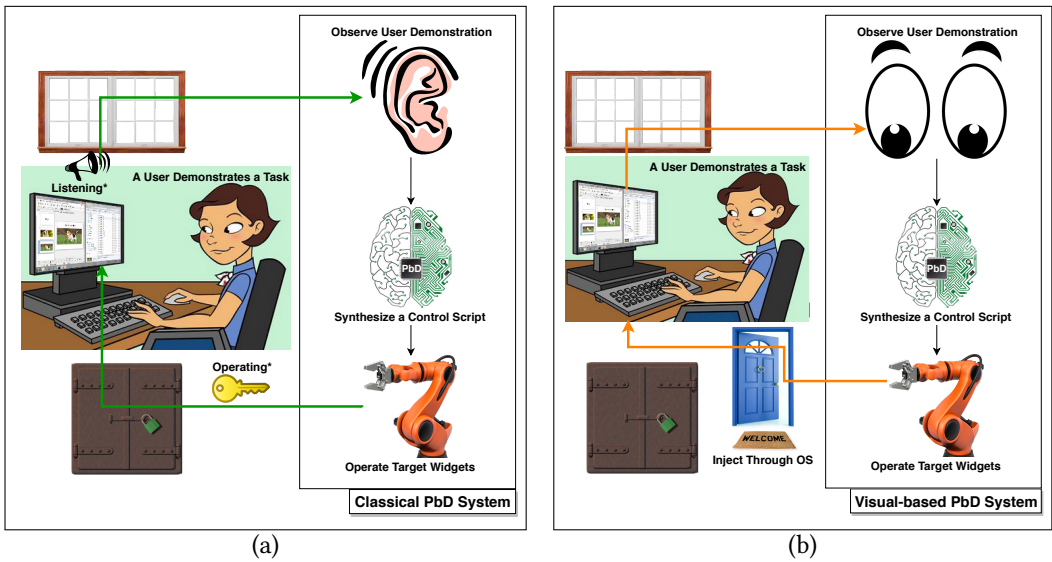 Observe User Demonstration
Listening*
A User Demonstrates a Task
PbD
Synthesize a Control Script
Operating*
Operate Target Widgets
Classical PbD System
(a)
Observe User Demonstration
A User Demonstrates a Task
PbD
Synthesize a Control Script
WELCOME
Inject Through OS
Operate Target Widgets
Visual-based PbD System
(b)